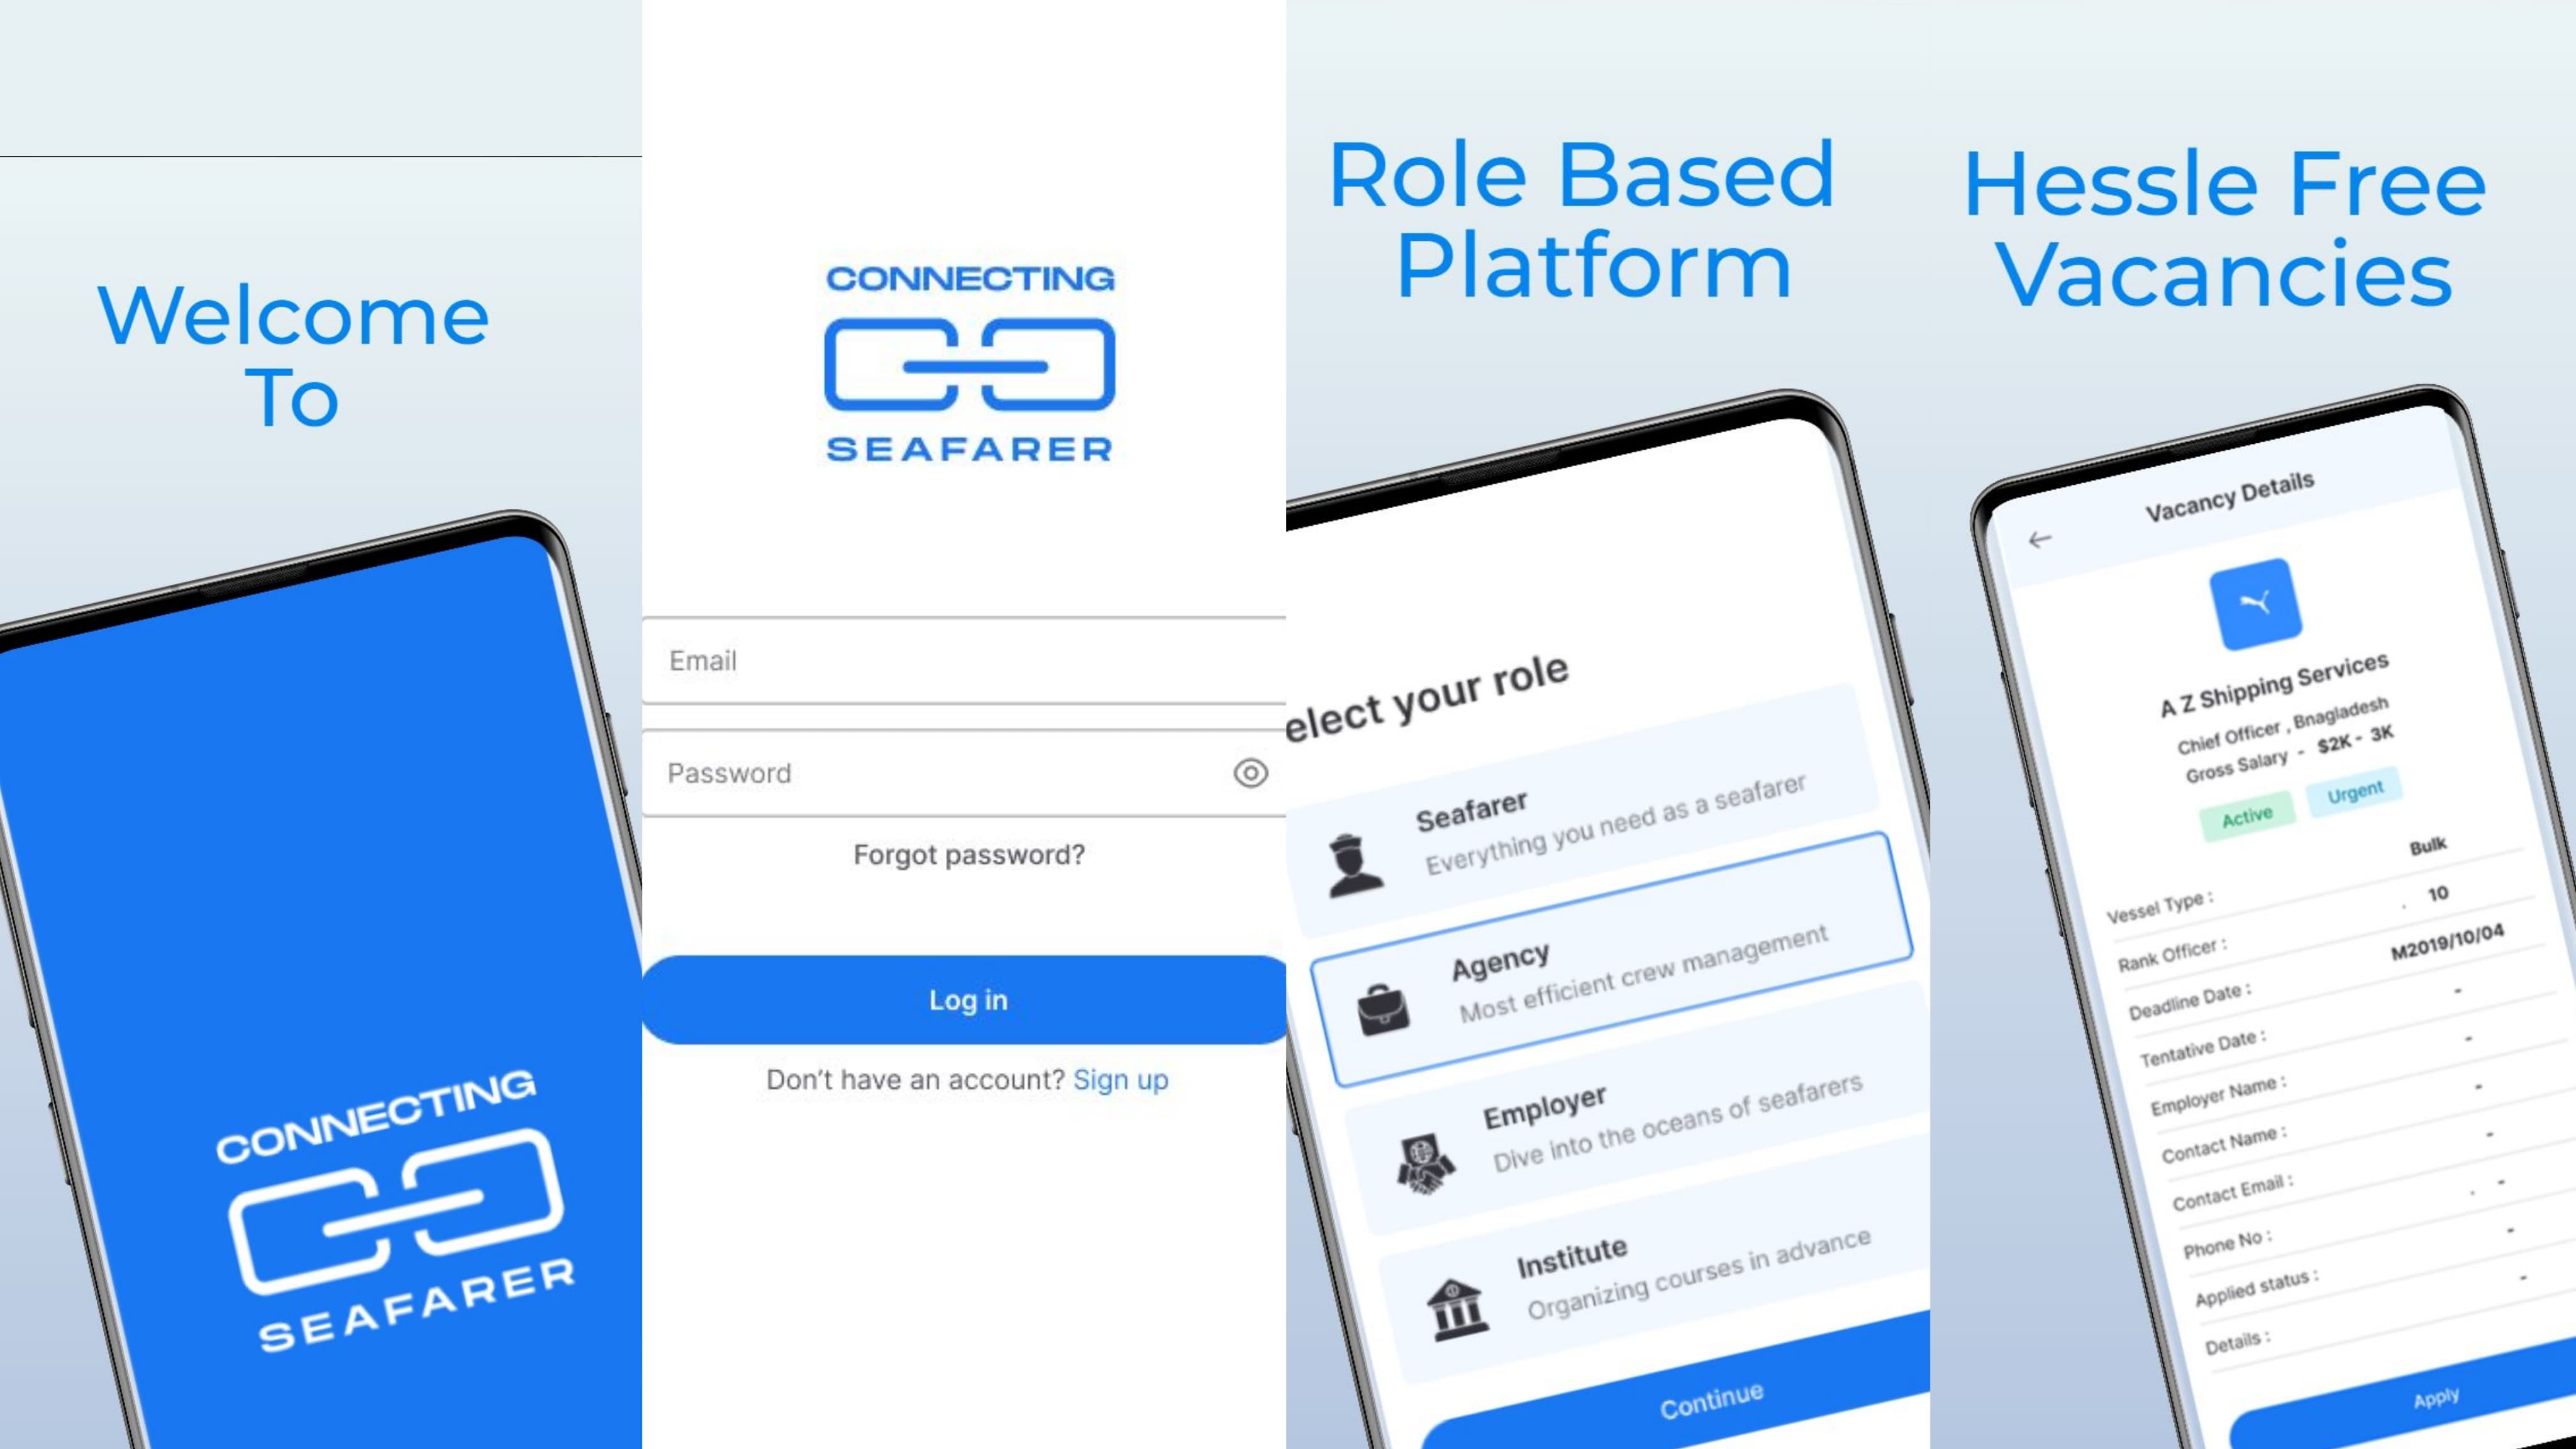 Welcome
To
CONNECTING
SEAFARER
CONNECTING
SEAFARER
Email
Password
Forgot password?
Log in
Don't have an account? Sign up
Role Based
Platform
elect your role
Seafarer
Everything you need as a seafarer
Agency
Most efficient crew management
Employer
Dive into the oceans of seafarers
Institute
Organizing courses in advance
Continue
Hessle Free
Vacancies
Vacancy Details
A Z Shipping Services
Chief Officer , Bnagladesh
Gross Salary - $2K - 3K
Active Urgent
Vessel Type : Bulk
Rank Officer : . 10
Deadline Date : M2019/10/04
Tentative Date : -
Employer Name : -
Contact Name : -
Contact Email : -
Phone No : . -
Applied status : -
Details : -
Apply